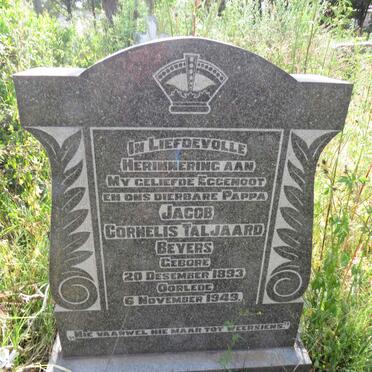 In Liefdevolle
Herinnering aan
My geliefde Eggenoot
en ons dierbare Pappa
Jacob
Cornelis Taljaard
Beyers
Gebore
20 Desember 1893
Oorlede
6 November 1949.
"Nie vaarwel nie maar tot weersiens"